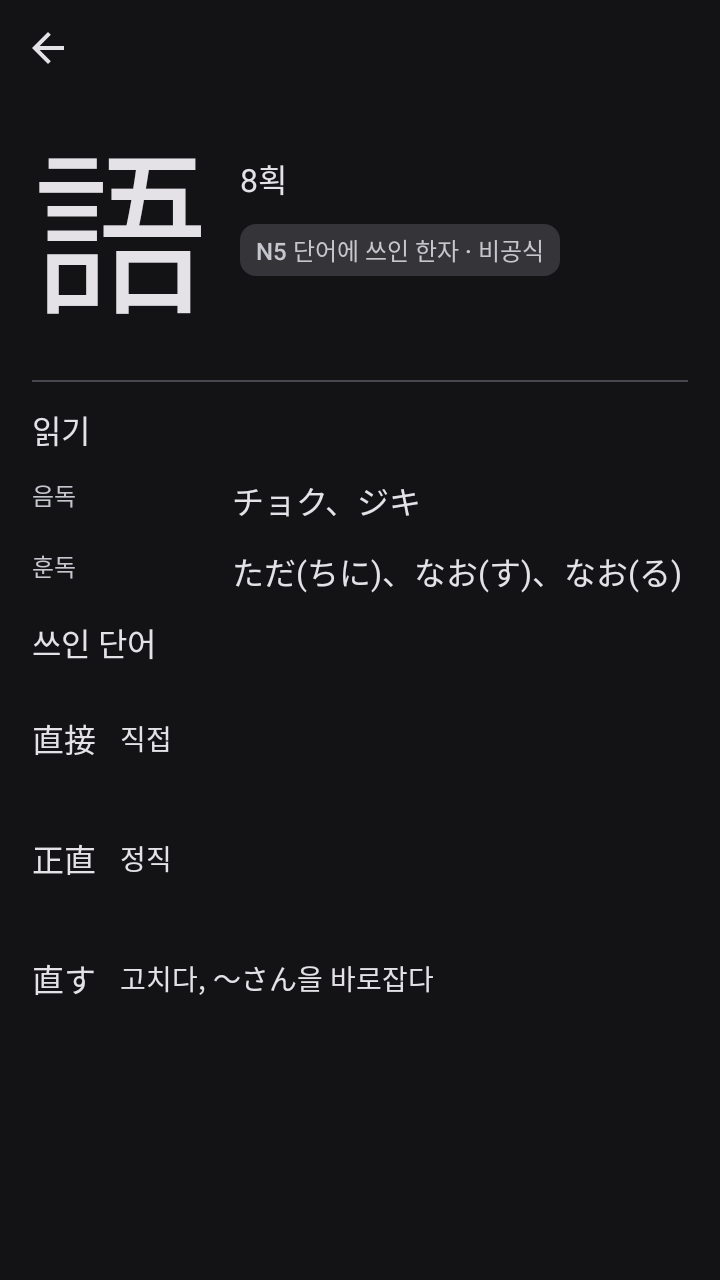 語
8획
N5 단어에 쓰인 한자 · 비공식
읽기
음독 チョク、ジキ
훈독 ただ(ちに)、なお(す)、なお(る)
쓰인 단어
直接 직접
正直 정직
直す 고치다, ～さん을 바로잡다